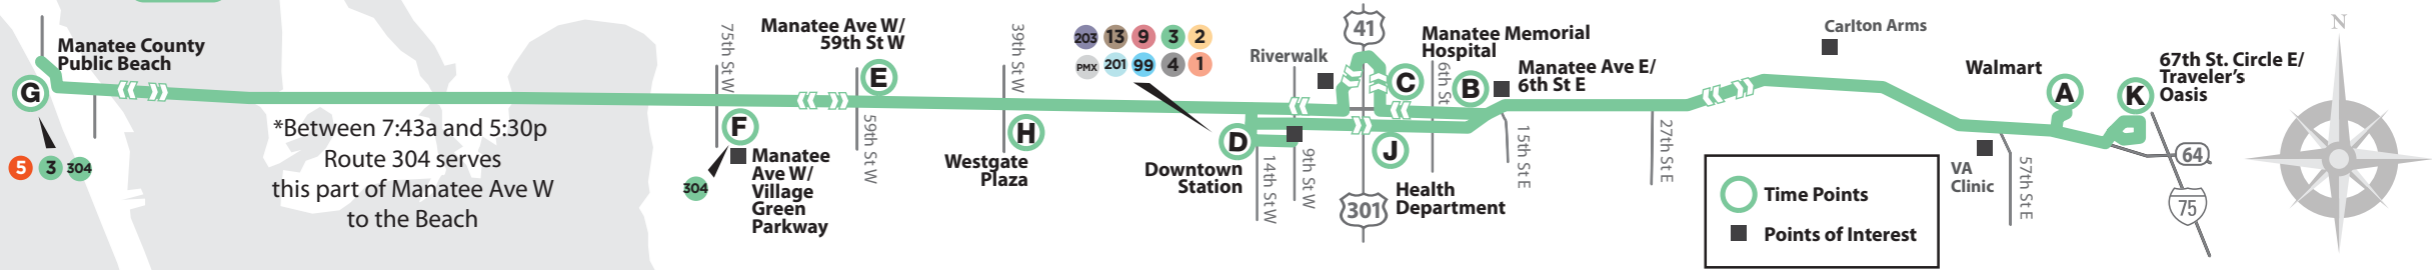 Manatee County
Public Beach
G
5 3 304
*Between 7:43a and 5:30p
Route 304 serves
this part of Manatee Ave W
to the Beach
75th St W
F
304
Manatee
Ave W/
Village
Green
Parkway
Manatee Ave W/
59th St W
E
59th St W
39th St W
H
Westgate
Plaza
203 13 9 3 2
PMX 201 99 4 1
D
Downtown
Station
14th St W
Riverwalk
9th St W
41
301
C
J
Health
Department
Manatee Memorial
Hospital
6th St
B
Manatee Ave E/
6th St E
15th St E
27th St E
Carlton Arms
Walmart
A
VA
Clinic
57th St E
K
67th St. Circle E/
Traveler's
Oasis
64
75
Time Points
Points of Interest
N